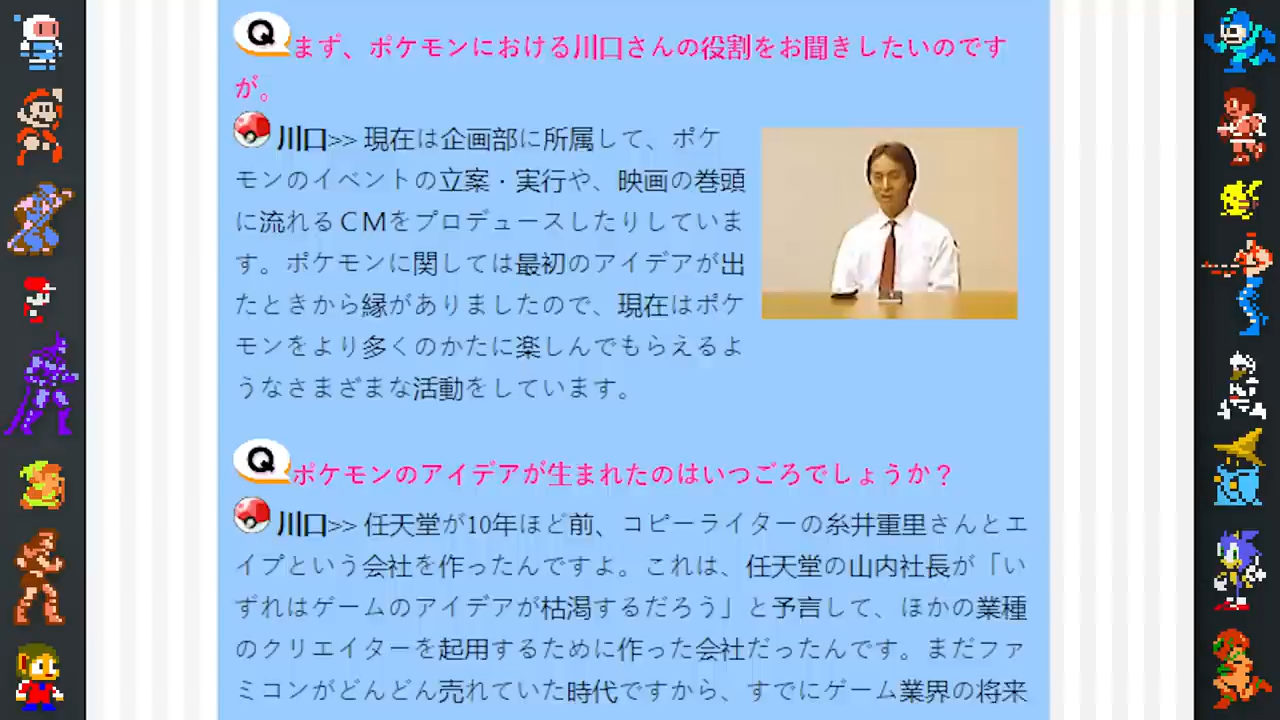 Qまず、ポケモンにおける川口さんの役割をお聞きしたいのです
が。
川口>> 現在は企画部に所属して、ポケ
モンのイベントの立案・実行や、映画の巻頭
に流れるＣＭをプロデュースしたりしていま
す。ポケモンに関しては最初のアイデアが出
たときから縁がありましたので、現在はポケ
モンをより多くのかたに楽しんでもらえるよ
うなさまざまな活動をしています。
Qポケモンのアイデアが生まれたのはいつごろでしょうか？
川口>> 任天堂が10年ほど前、コピーライターの糸井重里さんとエ
イプという会社を作ったんですよ。これは、任天堂の山内社長が「い
ずれはゲームのアイデアが枯渇するだろう」と予言して、ほかの業種
のクリエイターを起用するために作った会社だったんです。まだファ
ミコンがどんどん売れていた時代ですから、すでにゲーム業界の将来